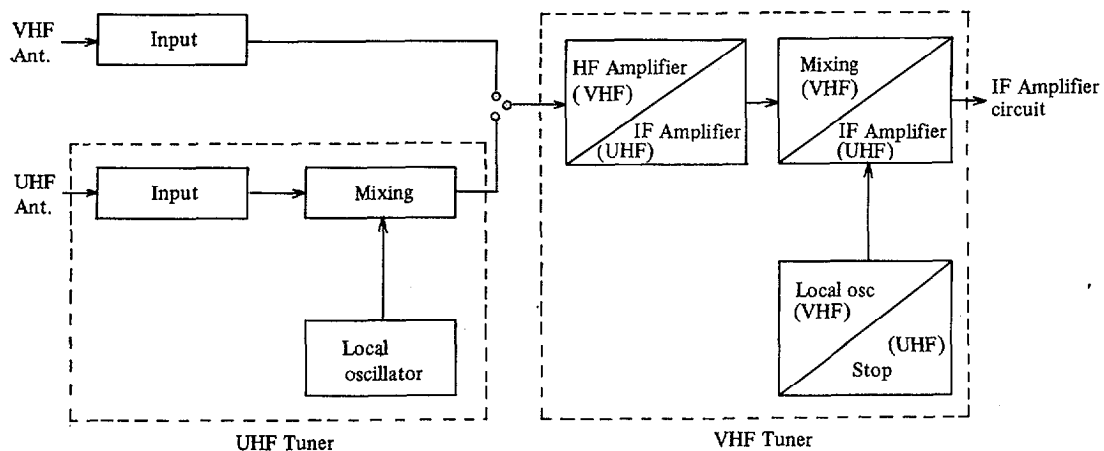 VHF
Ant.
Input
HF Amplifier
(VHF)
IF Amplifier
(UHF)
Mixing
(VHF)
IF Amplifier
(UHF)
IF Amplifier
circuit
UHF
Ant.
Input
Mixing
Local
oscillator
Local osc
(VHF)
(UHF)
Stop
UHF Tuner
VHF Tuner